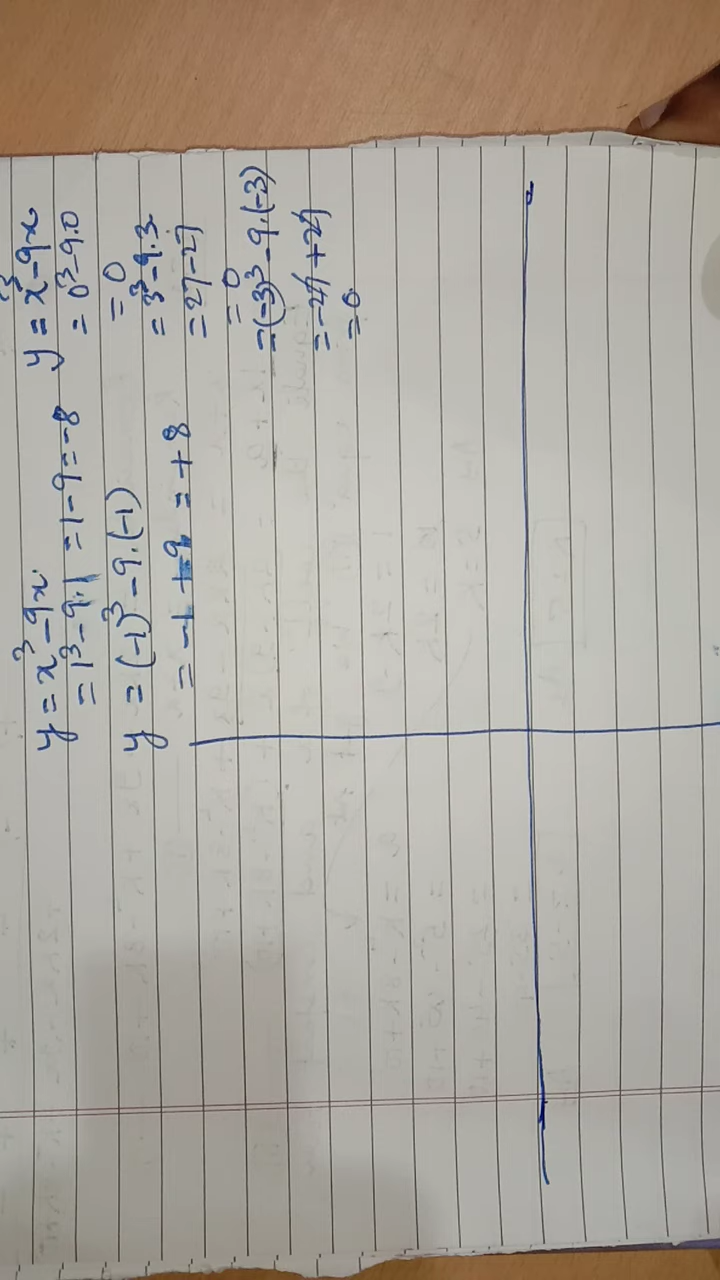 y = x³ - 9x
= 1³ - 9.1 = 1 - 9 = -8
y = (-1)³ - 9.(-1)
= -1 + 9 = +8
y = x³ - 9x
= 0³ - 9.0
= 0
= 3³ - 9.3
= 27 - 27
= 0
= (-3)³ - 9.(-3)
= -27 + 27
= 0